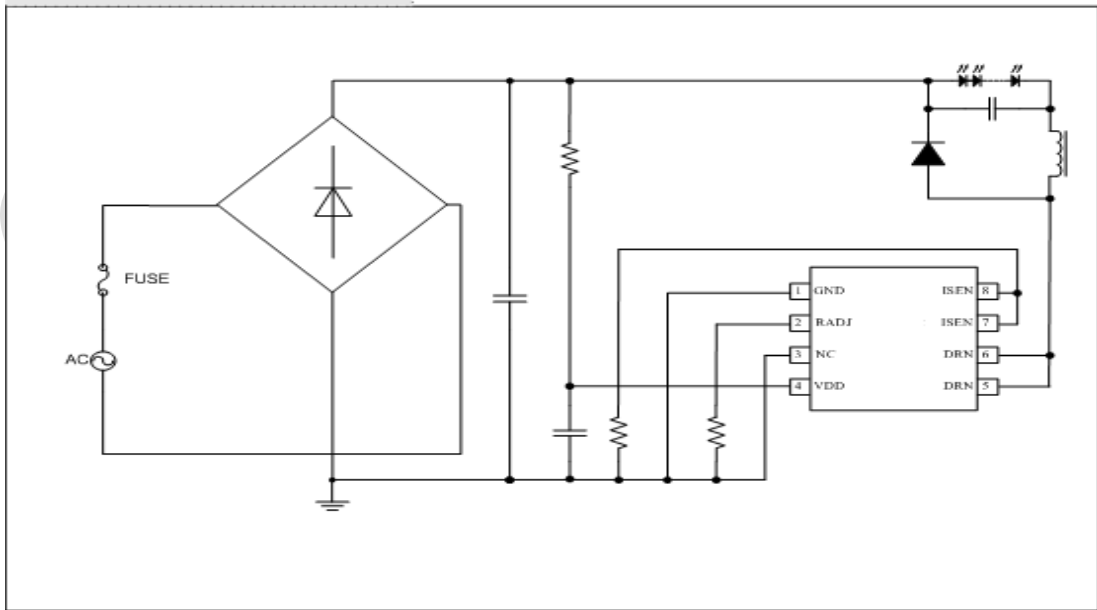 FUSE
AC
1 GND ISEN 8
2 RADJ ISEN 7
3 NC DRN 6
4 VDD DRN 5